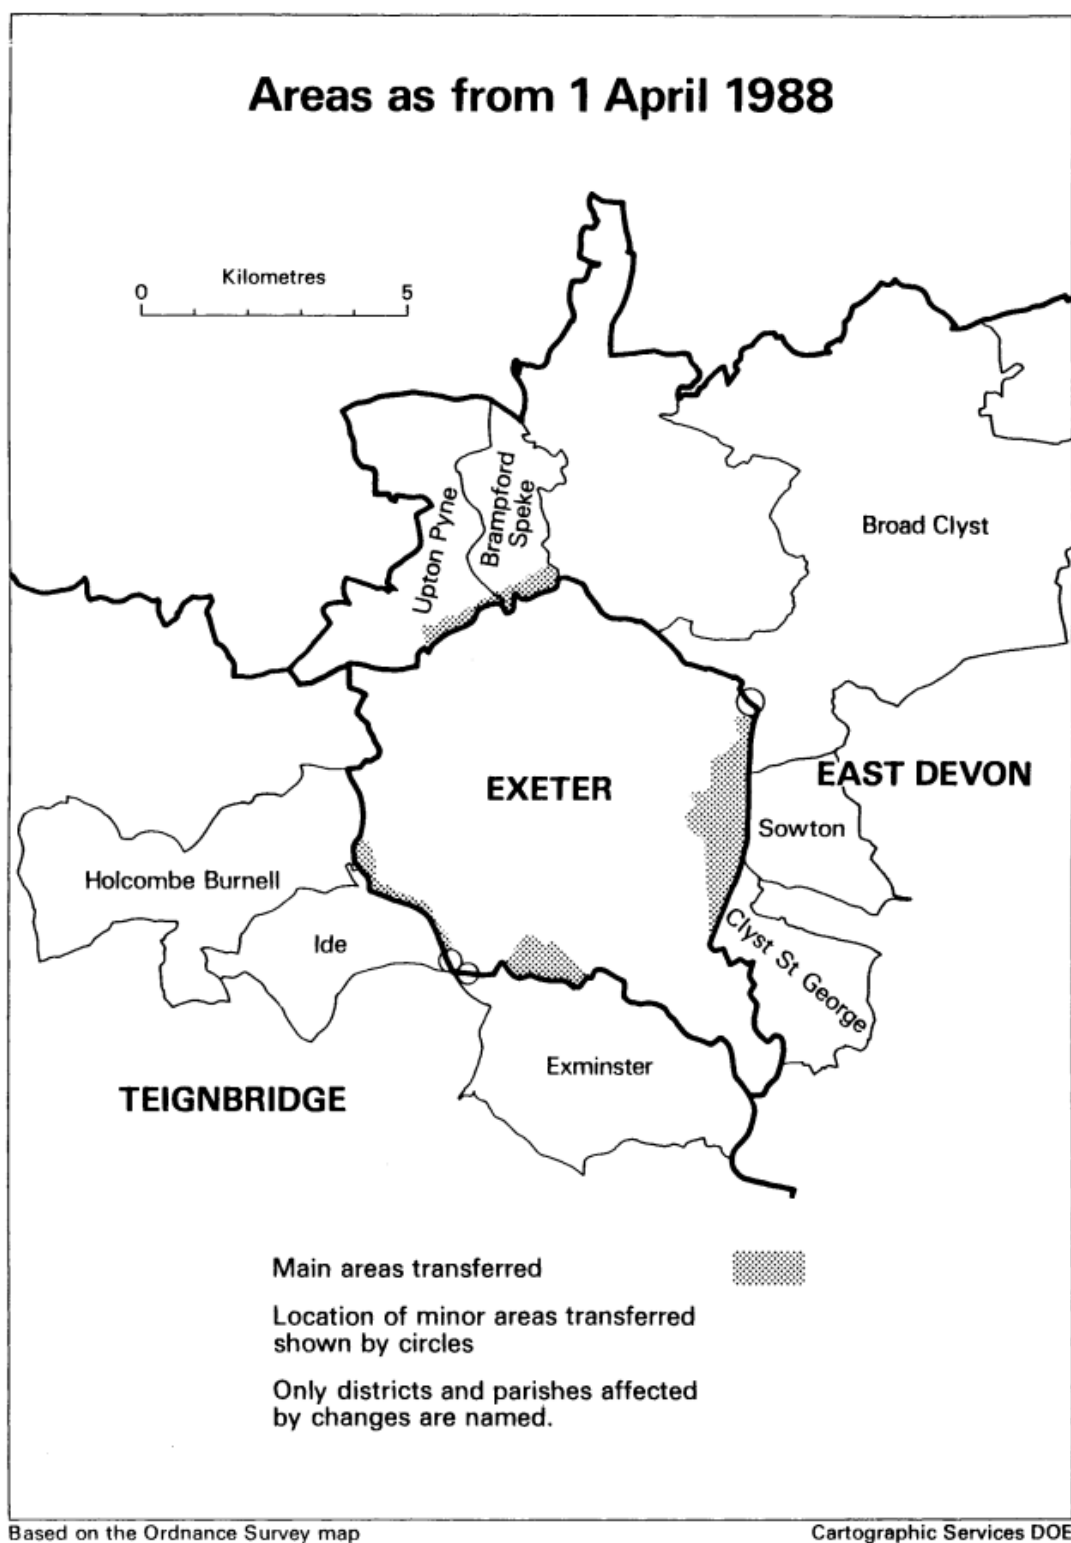 Areas as from 1 April 1988
Kilometres
0 5
Upton Pyne
Brampford
Speke
Broad Clyst
EXETER
EAST DEVON
Sowton
Holcombe Burnell
Ide
Clyst St George
Exminster
TEIGNBRIDGE
Main areas transferred
Location of minor areas transferred
shown by circles
Only districts and parishes affected
by changes are named.
Based on the Ordnance Survey map
Cartographic Services DOE